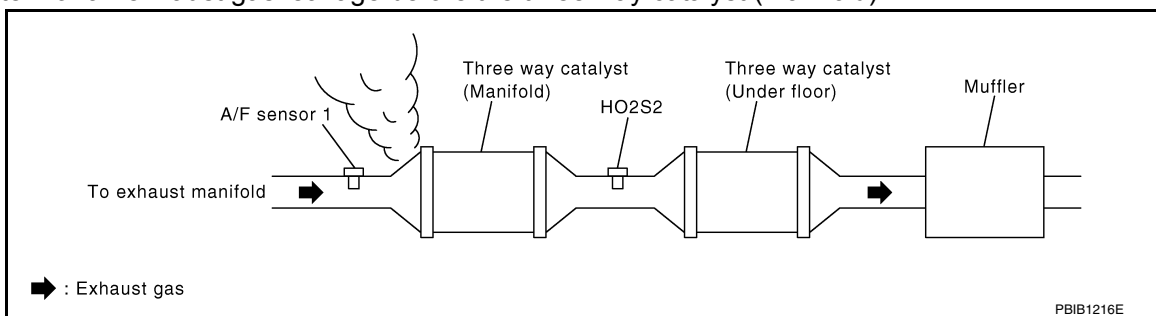 Three way catalyst
(Manifold)
Three way catalyst
(Under floor)
Muffler
A/F sensor 1
HO2S2
To exhaust manifold
: Exhaust gas
PBIB1216E